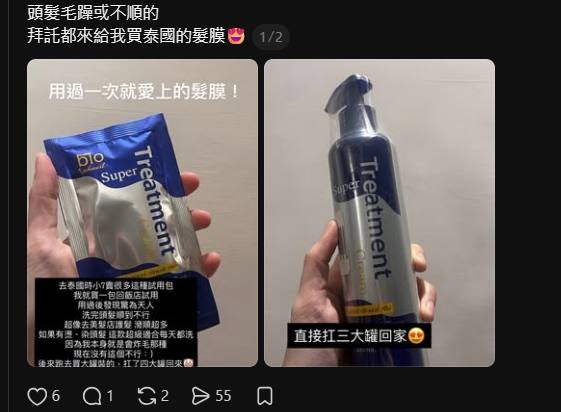 頭髮毛躁或不順的
拜託都來給我買泰國的髮膜😍 1/2
用過一次就愛上的髮膜！
bio
Super
Treatment
去泰國時小7賣很多這種試用包
我就買一包回飯店試用
用過後發現驚為天人
洗完頭髮順到不行
超像去美髮店護髮 滑順超多
如果有燙、染頭髮 這款超級適合每天都洗
因為我本身就是會炸毛那種
現在沒有這個不行：）
後來跑去買大罐裝的、扛了四大罐回來🤡
Super
Treatment
Cream
直接扛三大罐回家😍
6 1 2 55